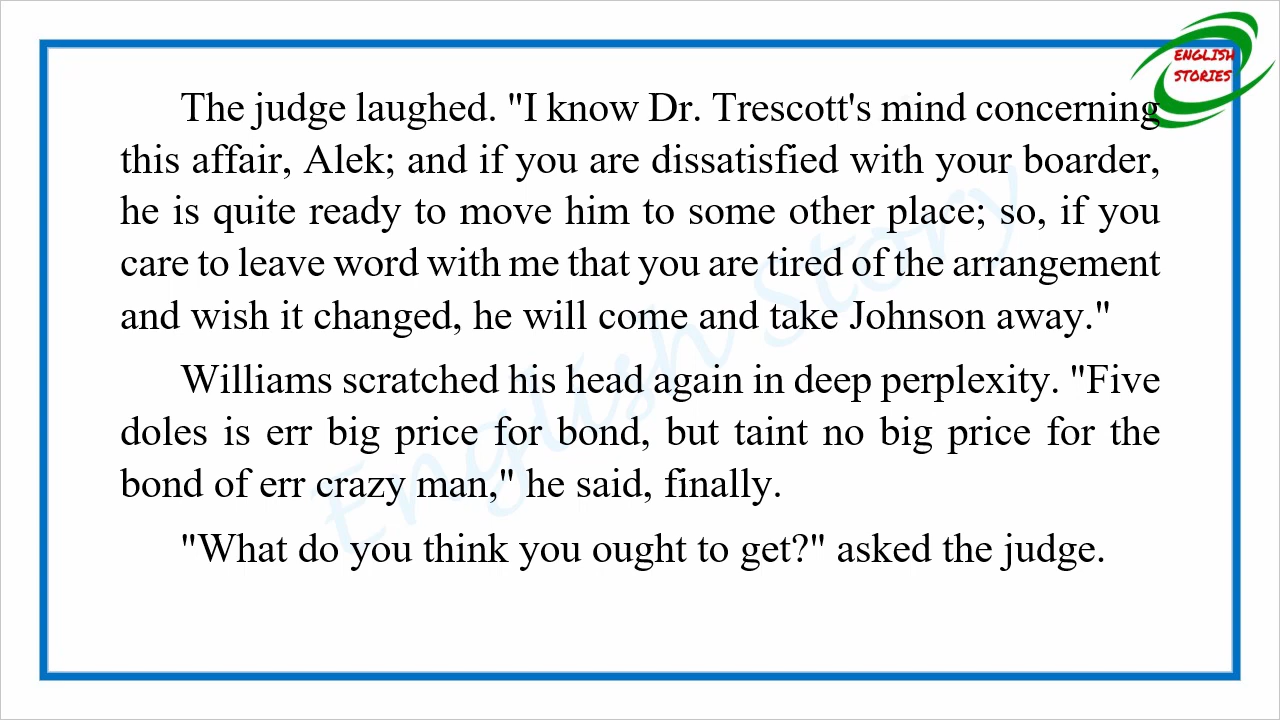 ENGLISH
STORIES
The judge laughed. "I know Dr. Trescott's mind concerning
this affair, Alek; and if you are dissatisfied with your boarder,
he is quite ready to move him to some other place; so, if you
care to leave word with me that you are tired of the arrangement
and wish it changed, he will come and take Johnson away."
Williams scratched his head again in deep perplexity. "Five
doles is err big price for bond, but taint no big price for the
bond of err crazy man," he said, finally.
"What do you think you ought to get?" asked the judge.
English Story